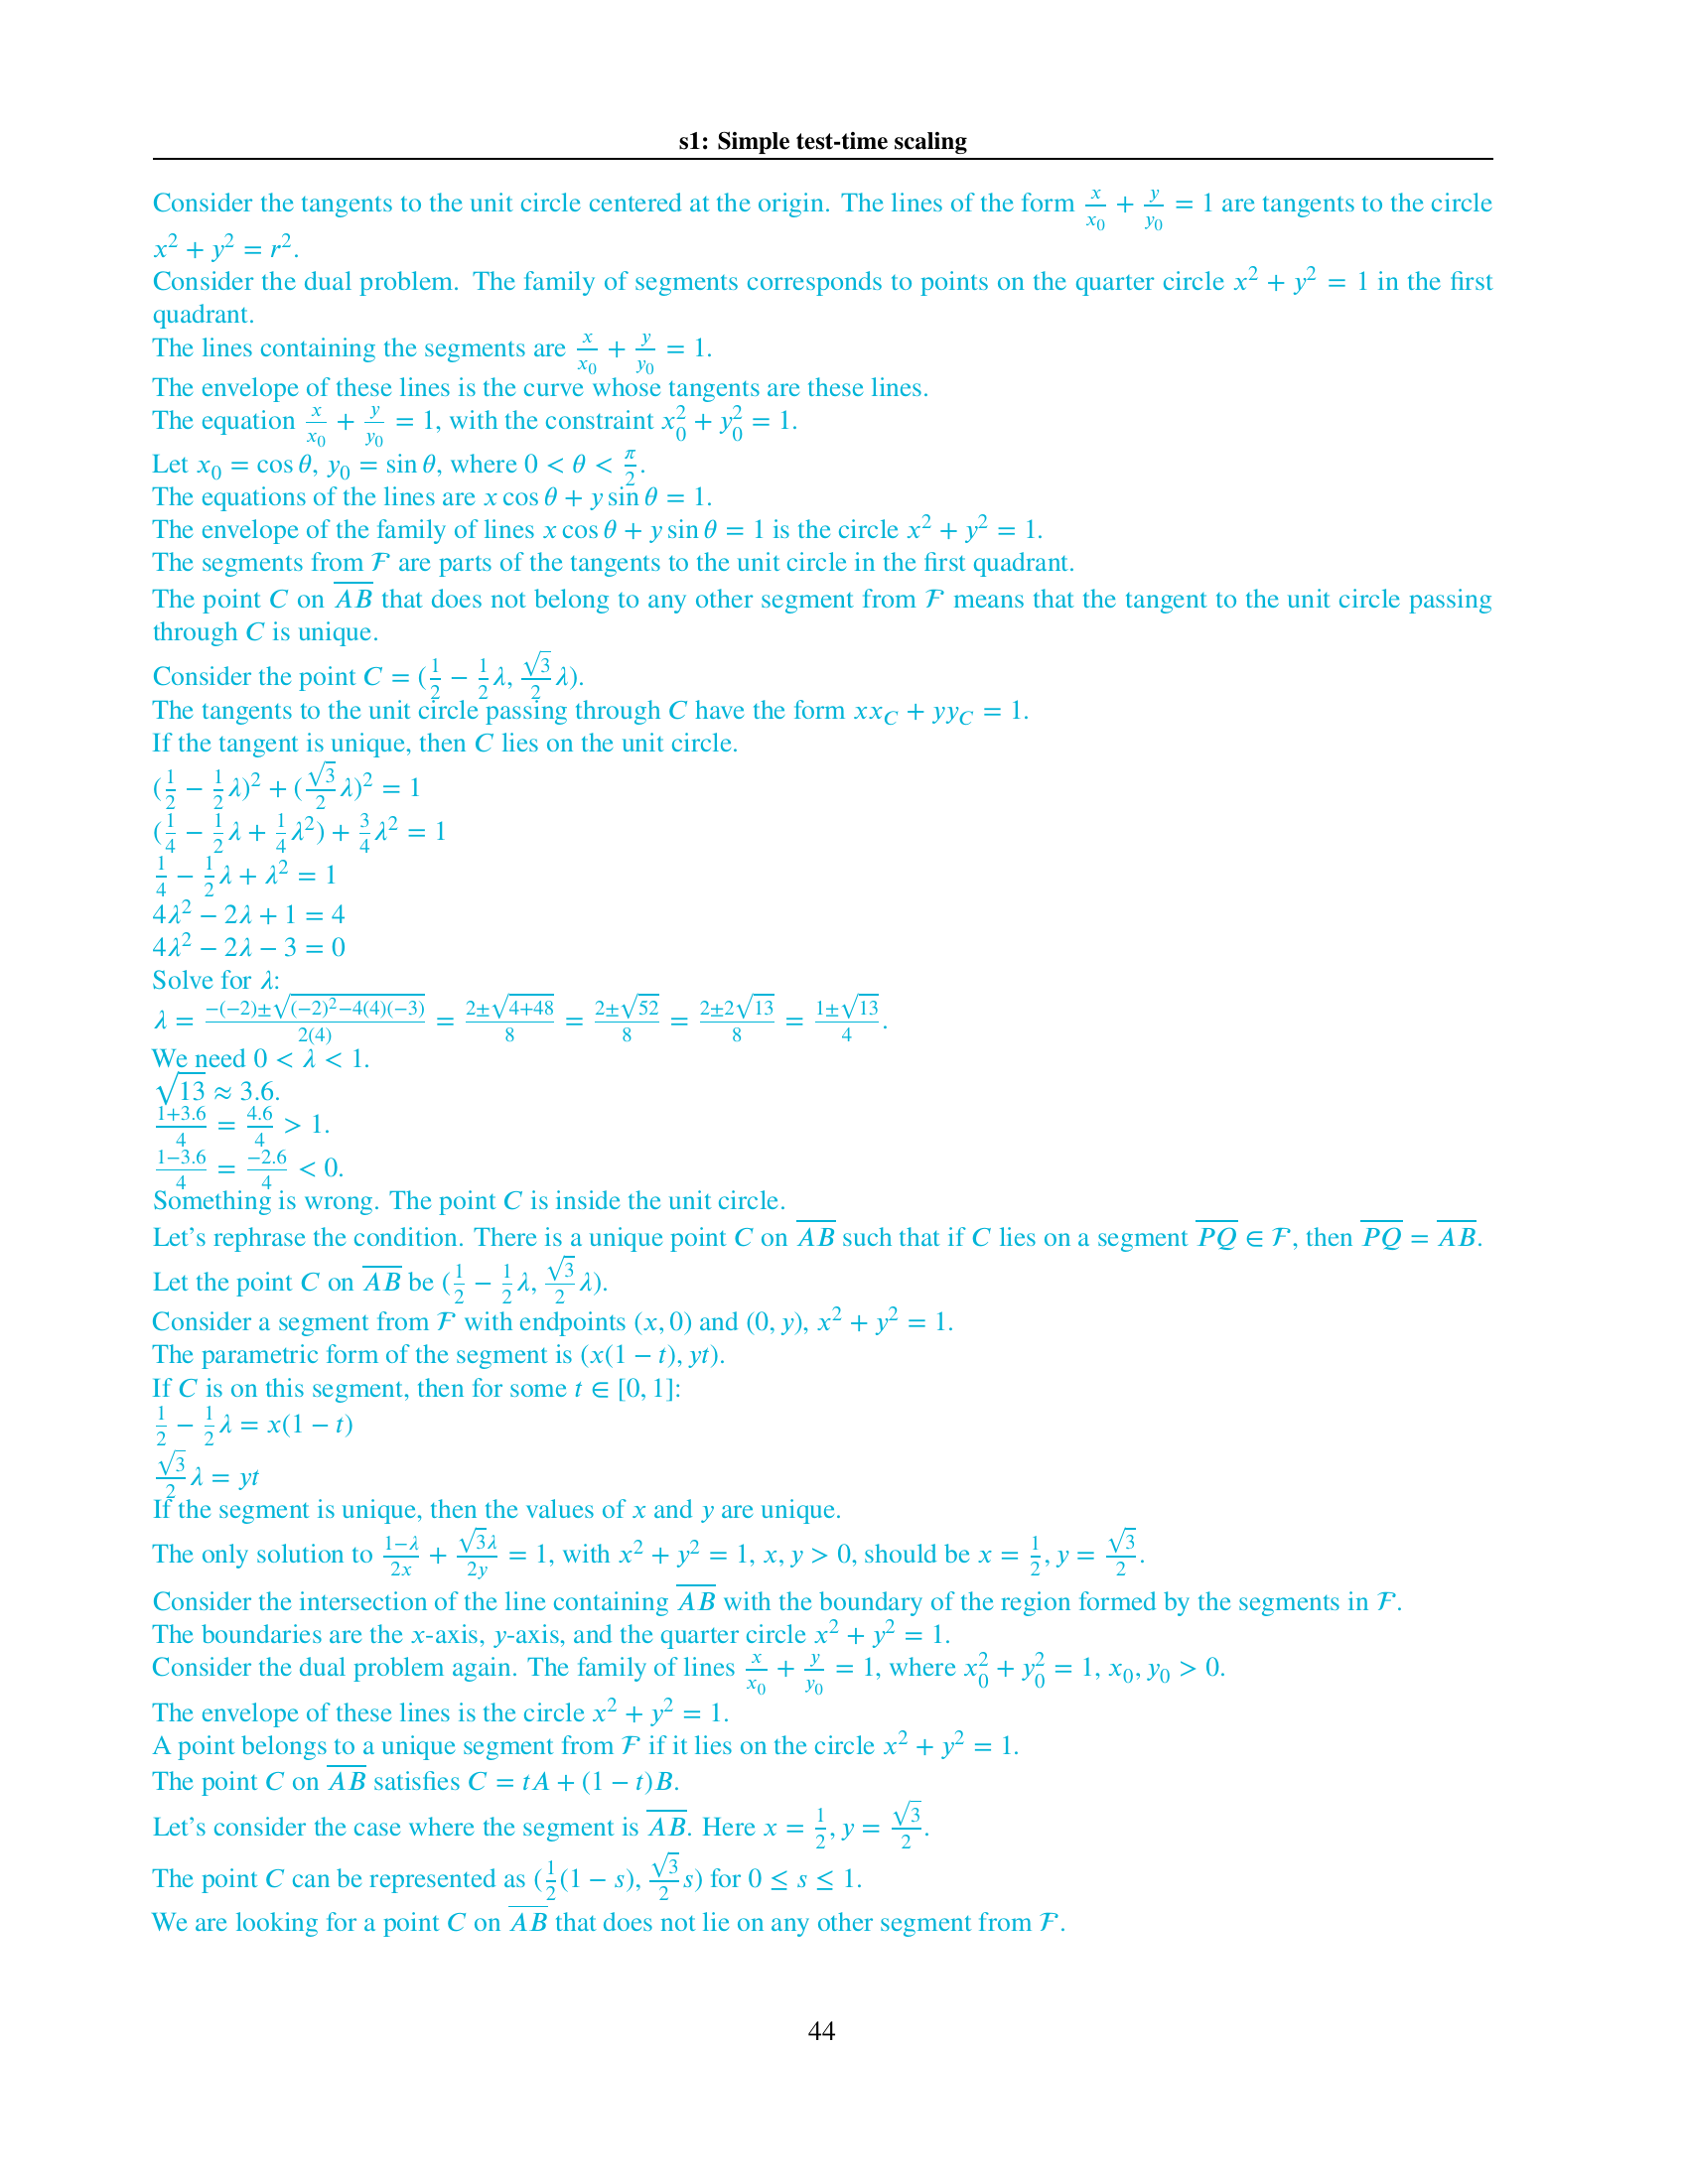 s1: Simple test-time scaling
Consider the tangents to the unit circle centered at the origin. The lines of the form $\frac{x}{x_0} + \frac{y}{y_0} = 1$ are tangents to the circle
$x^2 + y^2 = r^2$.
Consider the dual problem. The family of segments corresponds to points on the quarter circle $x^2 + y^2 = 1$ in the first
quadrant.
The lines containing the segments are $\frac{x}{x_0} + \frac{y}{y_0} = 1$.
The envelope of these lines is the curve whose tangents are these lines.
The equation $\frac{x}{x_0} + \frac{y}{y_0} = 1$, with the constraint $x_0^2 + y_0^2 = 1$.
Let $x_0 = \cos\theta, y_0 = \sin\theta$, where $0 < \theta < \frac{\pi}{2}$.
The equations of the lines are $x\cos\theta + y\sin\theta = 1$.
The envelope of the family of lines $x\cos\theta + y\sin\theta = 1$ is the circle $x^2 + y^2 = 1$.
The segments from $\mathcal{F}$ are parts of the tangents to the unit circle in the first quadrant.
The point $C$ on $\overline{AB}$ that does not belong to any other segment from $\mathcal{F}$ means that the tangent to the unit circle passing
through $C$ is unique.
Consider the point $C = (\frac{1}{2} - \frac{1}{2}\lambda, \frac{\sqrt{3}}{2}\lambda)$.
The tangents to the unit circle passing through $C$ have the form $xx_C + yy_C = 1$.
If the tangent is unique, then $C$ lies on the unit circle.
$(\frac{1}{2} - \frac{1}{2}\lambda)^2 + (\frac{\sqrt{3}}{2}\lambda)^2 = 1$
$(\frac{1}{4} - \frac{1}{2}\lambda + \frac{1}{4}\lambda^2) + \frac{3}{4}\lambda^2 = 1$
$\frac{1}{4} - \frac{1}{2}\lambda + \lambda^2 = 1$
$4\lambda^2 - 2\lambda + 1 = 4$
$4\lambda^2 - 2\lambda - 3 = 0$
Solve for $\lambda$:
$\lambda = \frac{-(-2)\pm\sqrt{(-2)^2-4(4)(-3)}}{2(4)} = \frac{2\pm\sqrt{4+48}}{8} = \frac{2\pm\sqrt{52}}{8} = \frac{2\pm2\sqrt{13}}{8} = \frac{1\pm\sqrt{13}}{4}$.
We need $0 < \lambda < 1$.
$\sqrt{13} \approx 3.6$.
$\frac{1+3.6}{4} = \frac{4.6}{4} > 1$.
$\frac{1-3.6}{4} = \frac{-2.6}{4} < 0$.
Something is wrong. The point $C$ is inside the unit circle.
Let's rephrase the condition. There is a unique point $C$ on $\overline{AB}$ such that if $C$ lies on a segment $\overline{PQ} \in \mathcal{F}$, then $\overline{PQ} = \overline{AB}$.
Let the point $C$ on $\overline{AB}$ be $(\frac{1}{2} - \frac{1}{2}\lambda, \frac{\sqrt{3}}{2}\lambda)$.
Consider a segment from $\mathcal{F}$ with endpoints $(x, 0)$ and $(0, y)$, $x^2 + y^2 = 1$.
The parametric form of the segment is $(x(1 - t), yt)$.
If $C$ is on this segment, then for some $t \in [0, 1]$:
$\frac{1}{2} - \frac{1}{2}\lambda = x(1 - t)$
$\frac{\sqrt{3}}{2}\lambda = yt$
If the segment is unique, then the values of $x$ and $y$ are unique.
The only solution to $\frac{1-\lambda}{2x} + \frac{\sqrt{3}\lambda}{2y} = 1$, with $x^2 + y^2 = 1, x, y > 0$, should be $x = \frac{1}{2}, y = \frac{\sqrt{3}}{2}$.
Consider the intersection of the line containing $\overline{AB}$ with the boundary of the region formed by the segments in $\mathcal{F}$.
The boundaries are the $x$-axis, $y$-axis, and the quarter circle $x^2 + y^2 = 1$.
Consider the dual problem again. The family of lines $\frac{x}{x_0} + \frac{y}{y_0} = 1$, where $x_0^2 + y_0^2 = 1, x_0, y_0 > 0$.
The envelope of these lines is the circle $x^2 + y^2 = 1$.
A point belongs to a unique segment from $\mathcal{F}$ if it lies on the circle $x^2 + y^2 = 1$.
The point $C$ on $\overline{AB}$ satisfies $C = tA + (1 - t)B$.
Let's consider the case where the segment is $\overline{AB}$. Here $x = \frac{1}{2}, y = \frac{\sqrt{3}}{2}$.
The point $C$ can be represented as $(\frac{1}{2}(1 - s), \frac{\sqrt{3}}{2}s)$ for $0 \leq s \leq 1$.
We are looking for a point $C$ on $\overline{AB}$ that does not lie on any other segment from $\mathcal{F}$.
44